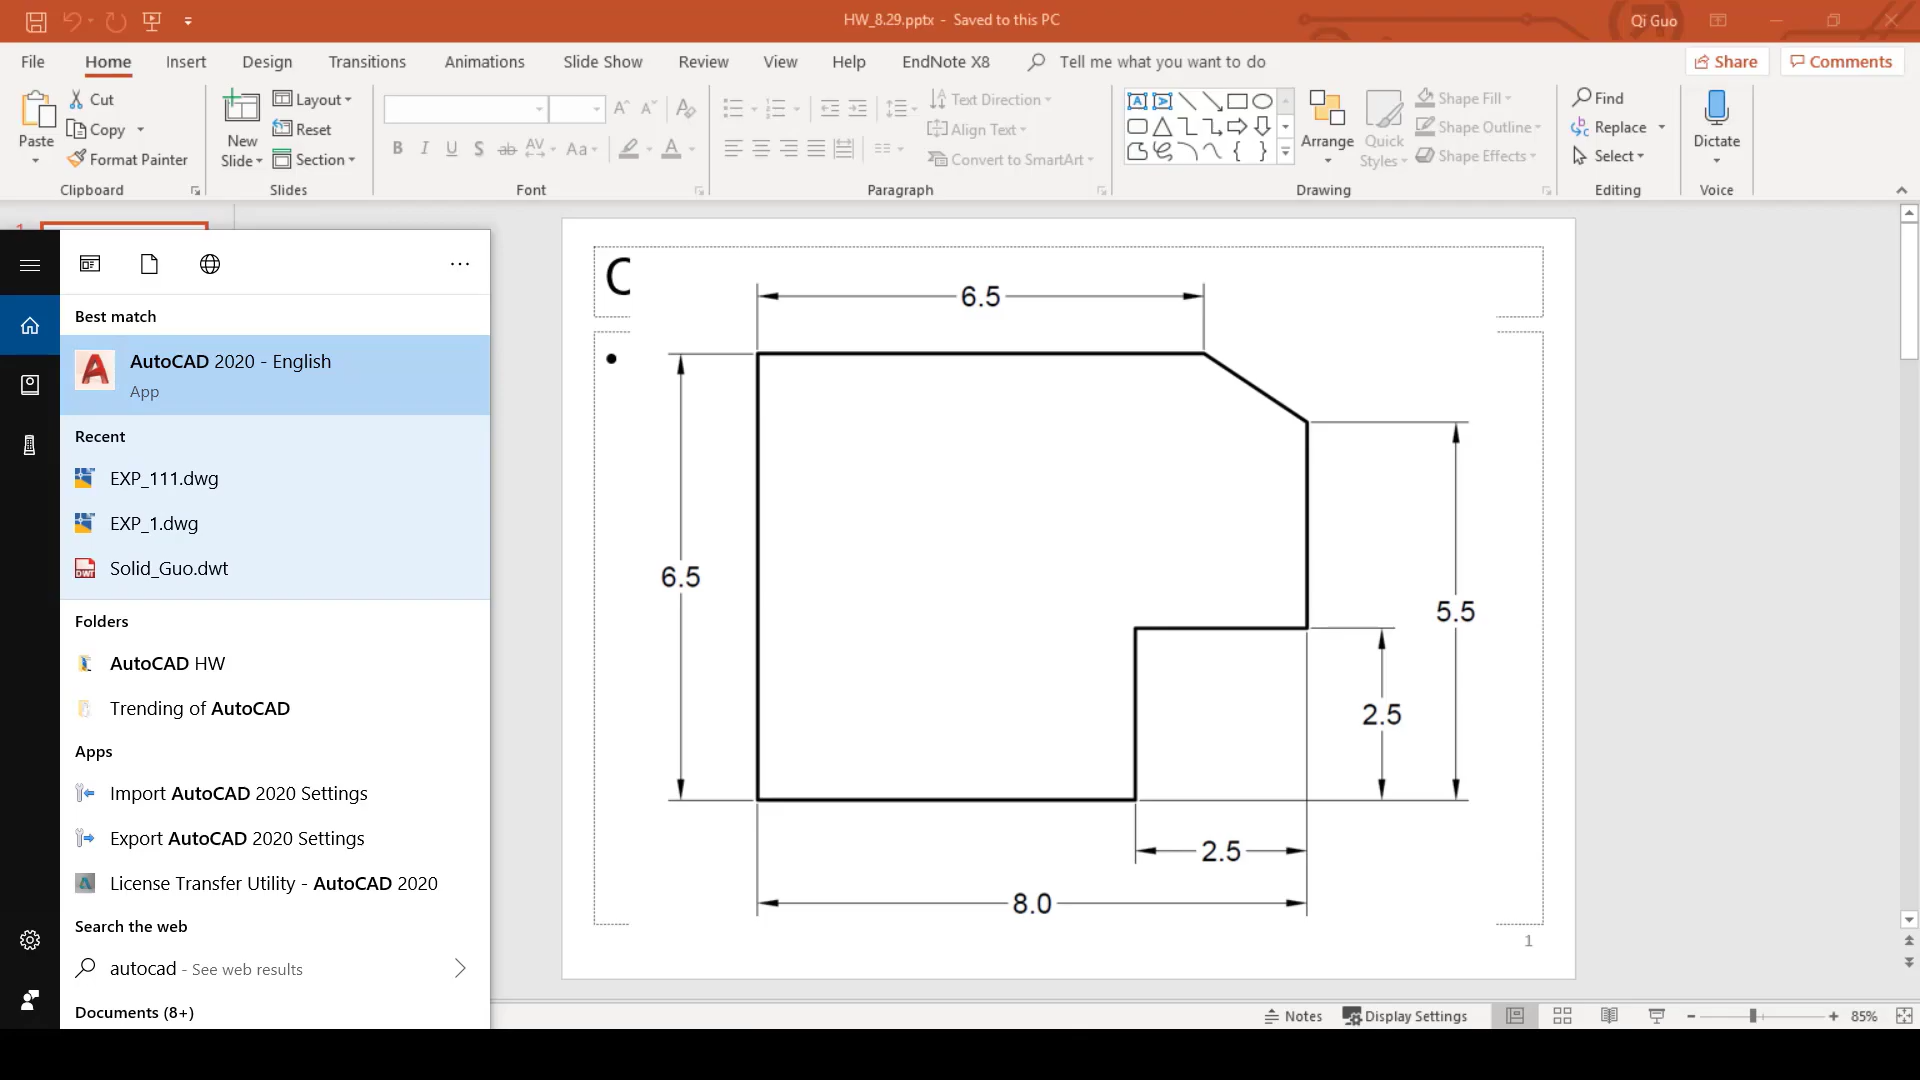 HW_8.29.pptx - Saved to this PC
Qi Guo
File Home Insert Design Transitions Animations Slide Show Review View Help EndNote X8 Tell me what you want to do Share Comments
Paste Cut Copy Format Painter Clipboard
New Slide Layout Reset Section Slides
B I U S ab AV Aa A Font
Text Direction Align Text Convert to SmartArt Paragraph
Arrange Quick Styles Shape Fill Shape Outline Shape Effects Drawing
Find Replace Select Editing
Dictate Voice
1
Best match
AutoCAD 2020 - English
App
Recent
EXP_111.dwg
EXP_1.dwg
Solid_Guo.dwt
Folders
AutoCAD HW
Trending of AutoCAD
Apps
Import AutoCAD 2020 Settings
Export AutoCAD 2020 Settings
License Transfer Utility - AutoCAD 2020
Search the web
autocad - See web results
Documents (8+)
C
•
6.5
6.5
5.5
2.5
2.5
8.0
1
Notes Display Settings 85%